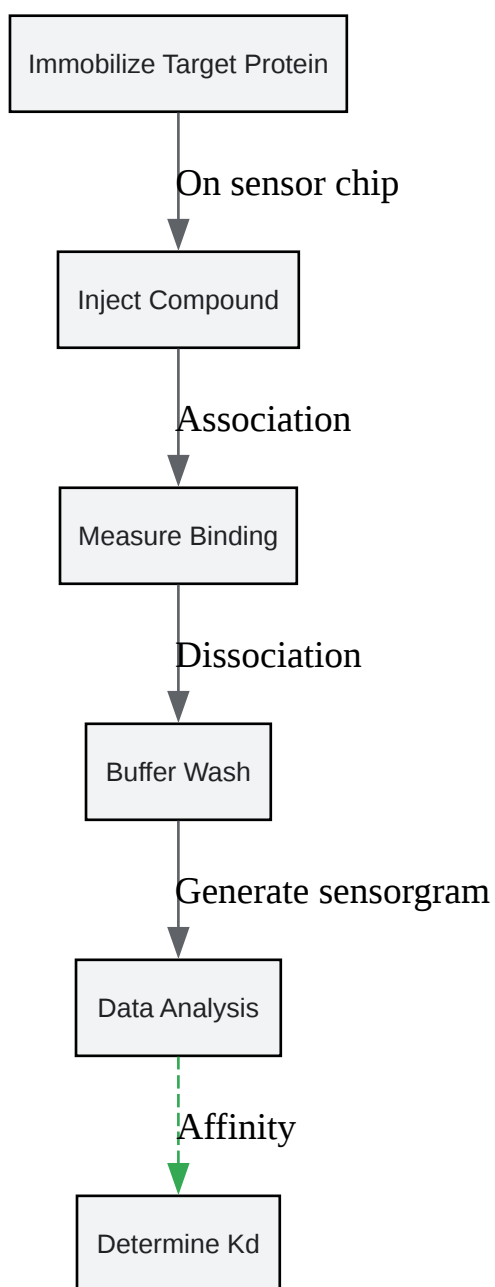 Immobilize Target Protein
On sensor chip
Inject Compound
Association
Measure Binding
Dissociation
Buffer Wash
Generate sensorgram
Data Analysis
Affinity
Determine Kd